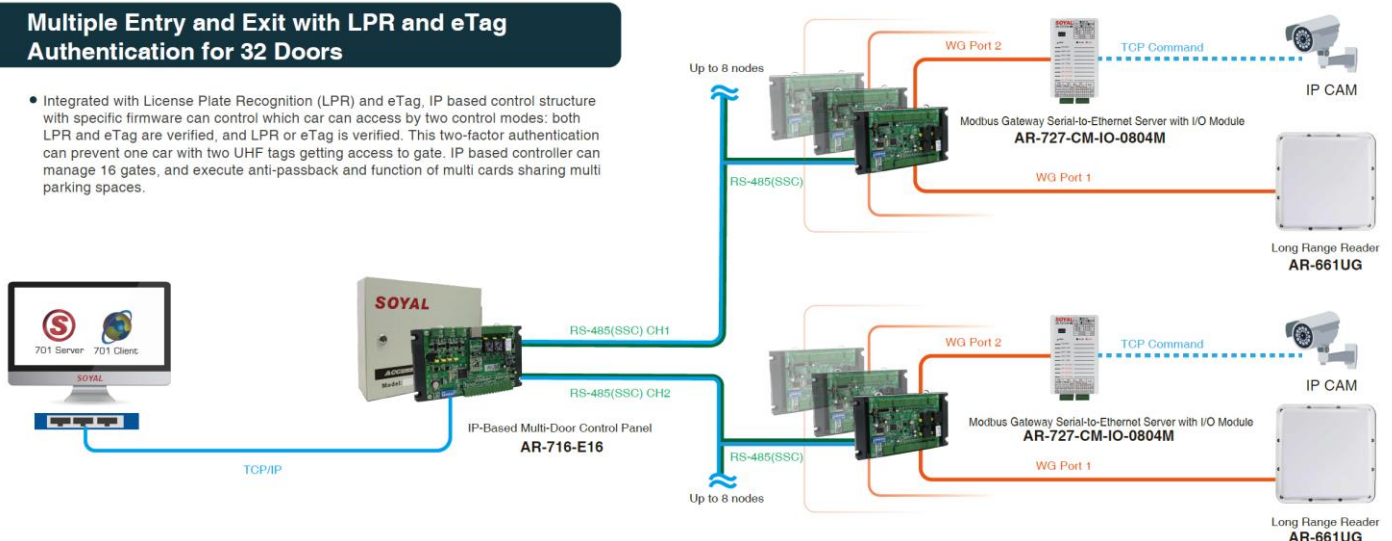 Multiple Entry and Exit with LPR and eTag
Authentication for 32 Doors
● Integrated with License Plate Recognition (LPR) and eTag, IP based control structure
with specific firmware can control which car can access by two control modes: both
LPR and eTag are verified, and LPR or eTag is verified. This two-factor authentication
can prevent one car with two UHF tags getting access to gate. IP based controller can
manage 16 gates, and execute anti-passback and function of multi cards sharing multi
parking spaces.
Up to 8 nodes
WG Port 2
SOYAL
TCP Command
IP CAM
Modbus Gateway Serial-to-Ethernet Server with I/O Module
AR-727-CM-IO-0804M
RS-485(SSC)
WG Port 1
Long Range Reader
AR-661UG
S
701 Server
701 Client
SOYAL
TCP/IP
SOYAL
Model:
RS-485(SSC) CH1
RS-485(SSC) CH2
IP-Based Multi-Door Control Panel
AR-716-E16
WG Port 2
SOYAL
TCP Command
IP CAM
Modbus Gateway Serial-to-Ethernet Server with I/O Module
AR-727-CM-IO-0804M
RS-485(SSC)
WG Port 1
Up to 8 nodes
Long Range Reader
AR-661UG